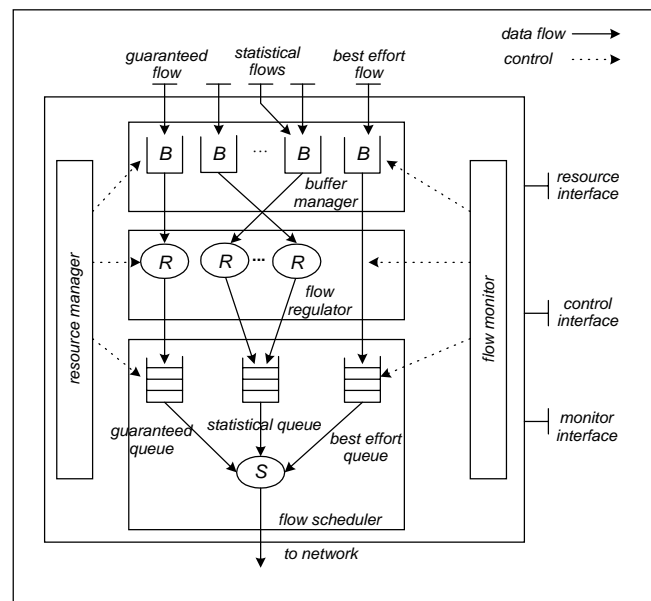 data flow
control
guaranteed
flow
statistical
flows
best effort
flow
B
B
...
B
B
buffer
manager
resource
interface
resource manager
R
R
...
R
flow
regulator
flow monitor
control
interface
guaranteed
queue
statistical queue
best effort
queue
monitor
interface
S
flow scheduler
to network